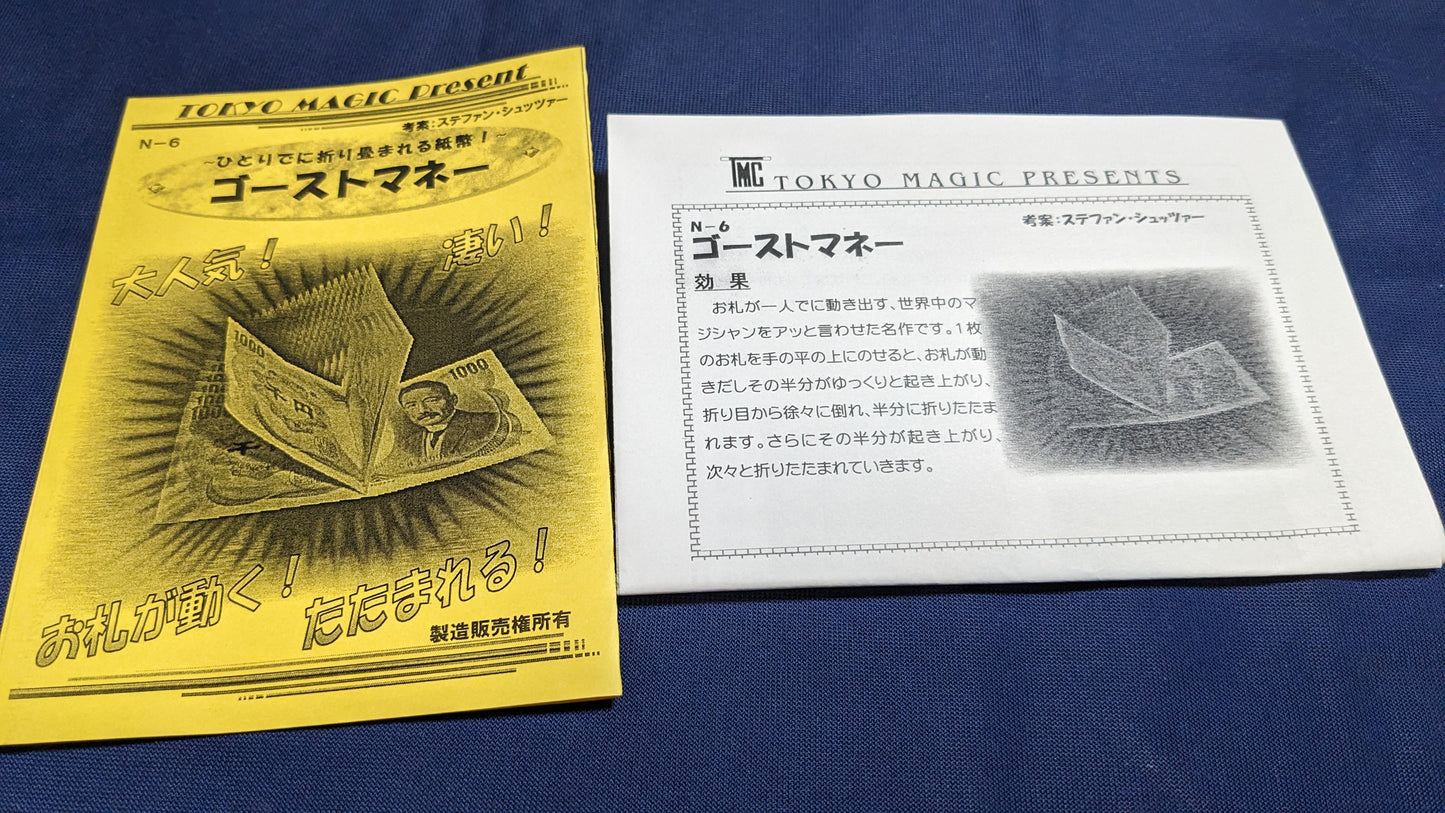 TOKYO MAGIC Present
考案：ステファン・シュッツァー
N－6
~ひとりでに折り畳まれる紙幣！~
ゴーストマネー
大人気！
凄い！
1000
千円
1000
お札が動く！
たたまれる！
製造販売権所有
TMC TOKYO MAGIC PRESENTS
N－6
考案：ステファン・シュッツァー
ゴーストマネー
効果
お札が一人でに動き出す、世界中のマ
ジシャンをアッと言わせた名作です。1枚
のお札を手の平の上にのせると、お札が動
きだしその半分がゆっくりと起き上がり、
折り目から徐々に倒れ、半分に折りたたま
れます。さらにその半分が起き上がり、
次々と折りたたまれていきます。